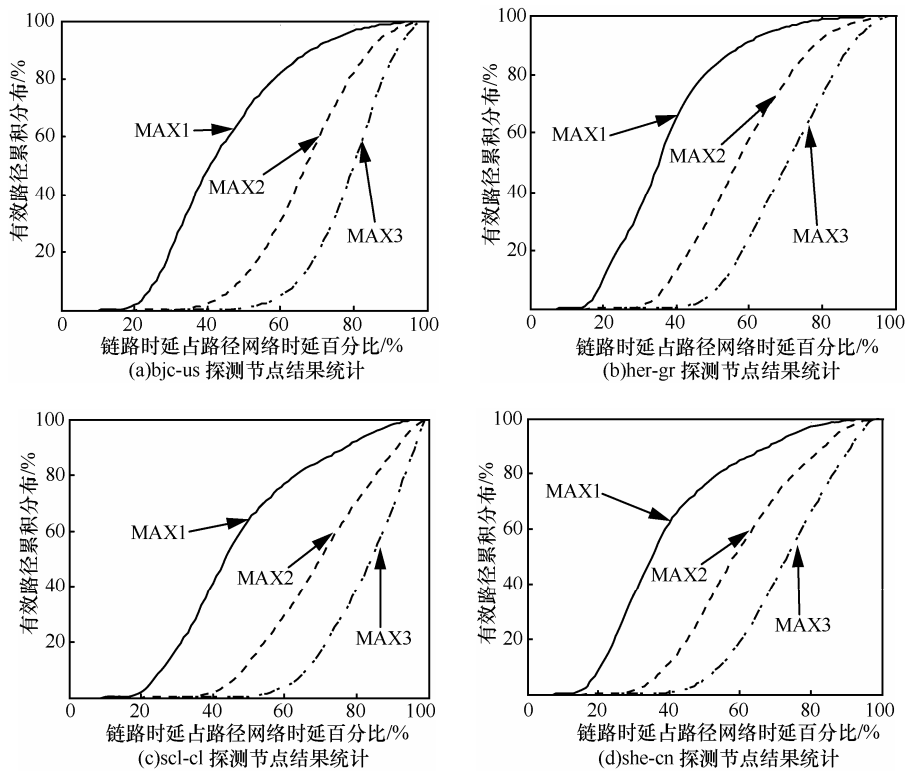 100
80
60
40
20
0 20 40 60 80 100
有效路径累积分布/%
MAX1
MAX2
MAX3
链路时延占路径网络时延百分比/%
(a)bjc-us 探测节点结果统计
100
80
60
40
20
0 20 40 60 80 100
有效路径累积分布/%
MAX1
MAX2
MAX3
链路时延占路径网络时延百分比/%
(b)her-gr 探测节点结果统计
100
80
60
40
20
0 20 40 60 80 100
有效路径累积分布/%
MAX1
MAX2
MAX3
链路时延占路径网络时延百分比/%
(c)scl-cl 探测节点结果统计
100
80
60
40
20
0 20 40 60 80 100
有效路径累积分布/%
MAX1
MAX2
MAX3
链路时延占路径网络时延百分比/%
(d)she-cn 探测节点结果统计